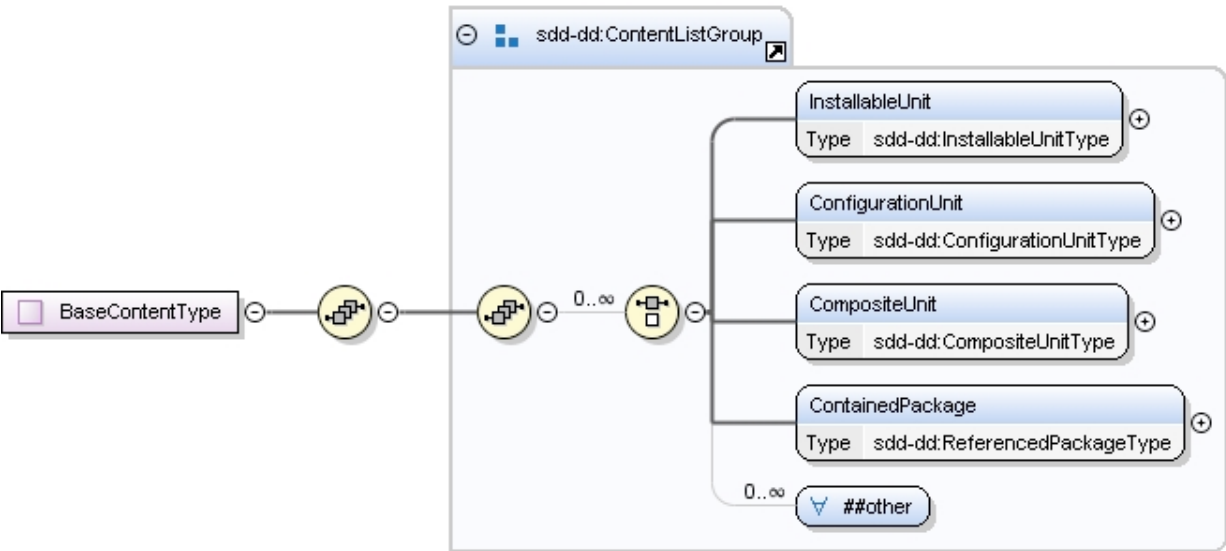 sdd-dd:ContentListGroup
InstallableUnit
Type sdd-dd:InstallableUnitType
ConfigurationUnit
Type sdd-dd:ConfigurationUnitType
BaseContentType
0..∞
CompositeUnit
Type sdd-dd:CompositeUnitType
ContainedPackage
Type sdd-dd:ReferencedPackageType
0..∞
∀ ##other